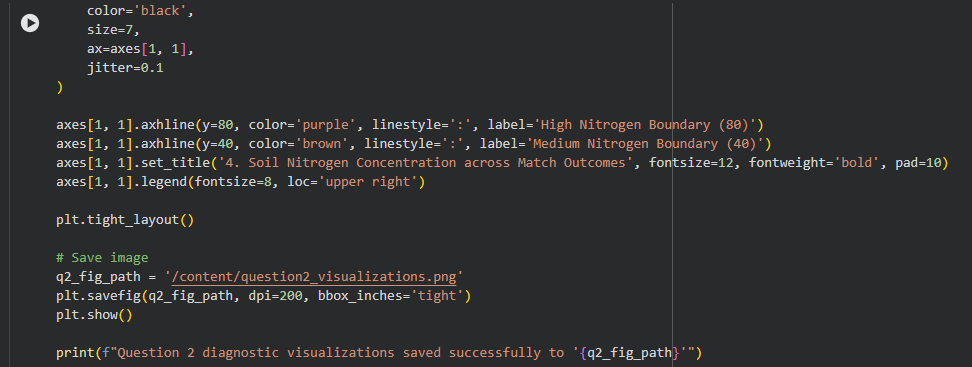 color='black',
size=7,
ax=axes[1, 1],
jitter=0.1
)
axes[1, 1].axhline(y=80, color='purple', linestyle=':', label='High Nitrogen Boundary (80)')
axes[1, 1].axhline(y=40, color='brown', linestyle=':', label='Medium Nitrogen Boundary (40)')
axes[1, 1].set_title('4. Soil Nitrogen Concentration across Match Outcomes', fontsize=12, fontweight='bold', pad=10)
axes[1, 1].legend(fontsize=8, loc='upper right')
plt.tight_layout()
# Save image
q2_fig_path = '/content/question2_visualizations.png'
plt.savefig(q2_fig_path, dpi=200, bbox_inches='tight')
plt.show()
print(f"Question 2 diagnostic visualizations saved successfully to '{q2_fig_path}'")